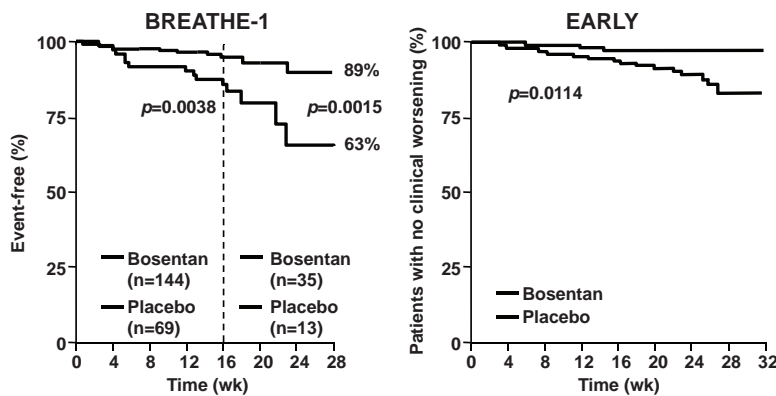 BREATHE-1
Event-free (%)
100
75
50
25
0
p=0.0038
p=0.0015
89%
63%
Bosentan
(n=144)
Placebo
(n=69)
Bosentan
(n=35)
Placebo
(n=13)
0 4 8 12 16 20 24 28
Time (wk)
EARLY
Patients with no clinical worsening (%)
100
75
50
25
0
p=0.0114
Bosentan
Placebo
0 4 8 12 16 20 24 28 32
Time (wk)